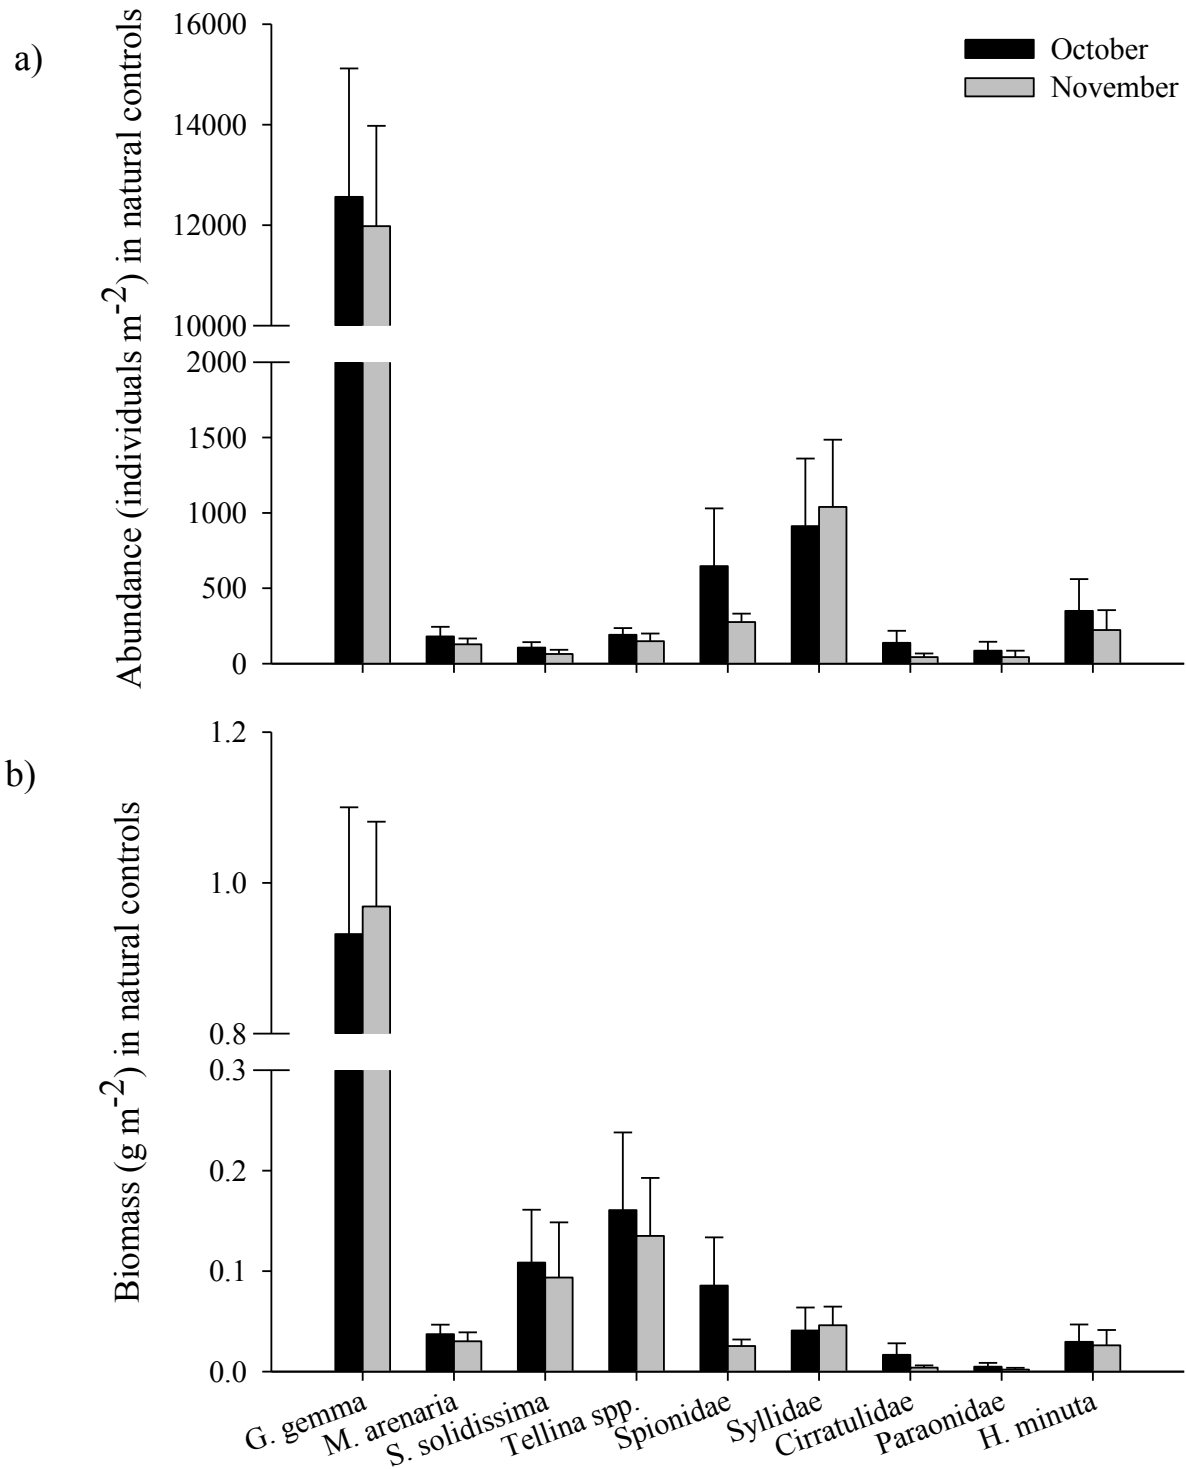 a)
Abundance (individuals m-2) in natural controls
16000
14000
12000
10000
2000
1500
1000
500
0
October
November
b)
Biomass (g m-2) in natural controls
1.2
1.0
0.8
0.3
0.2
0.1
0.0
G. gemma
M. arenaria
S. solidissima
Tellina spp.
Spionidae
Syllidae
Cirratulidae
Paraonidae
H. minuta